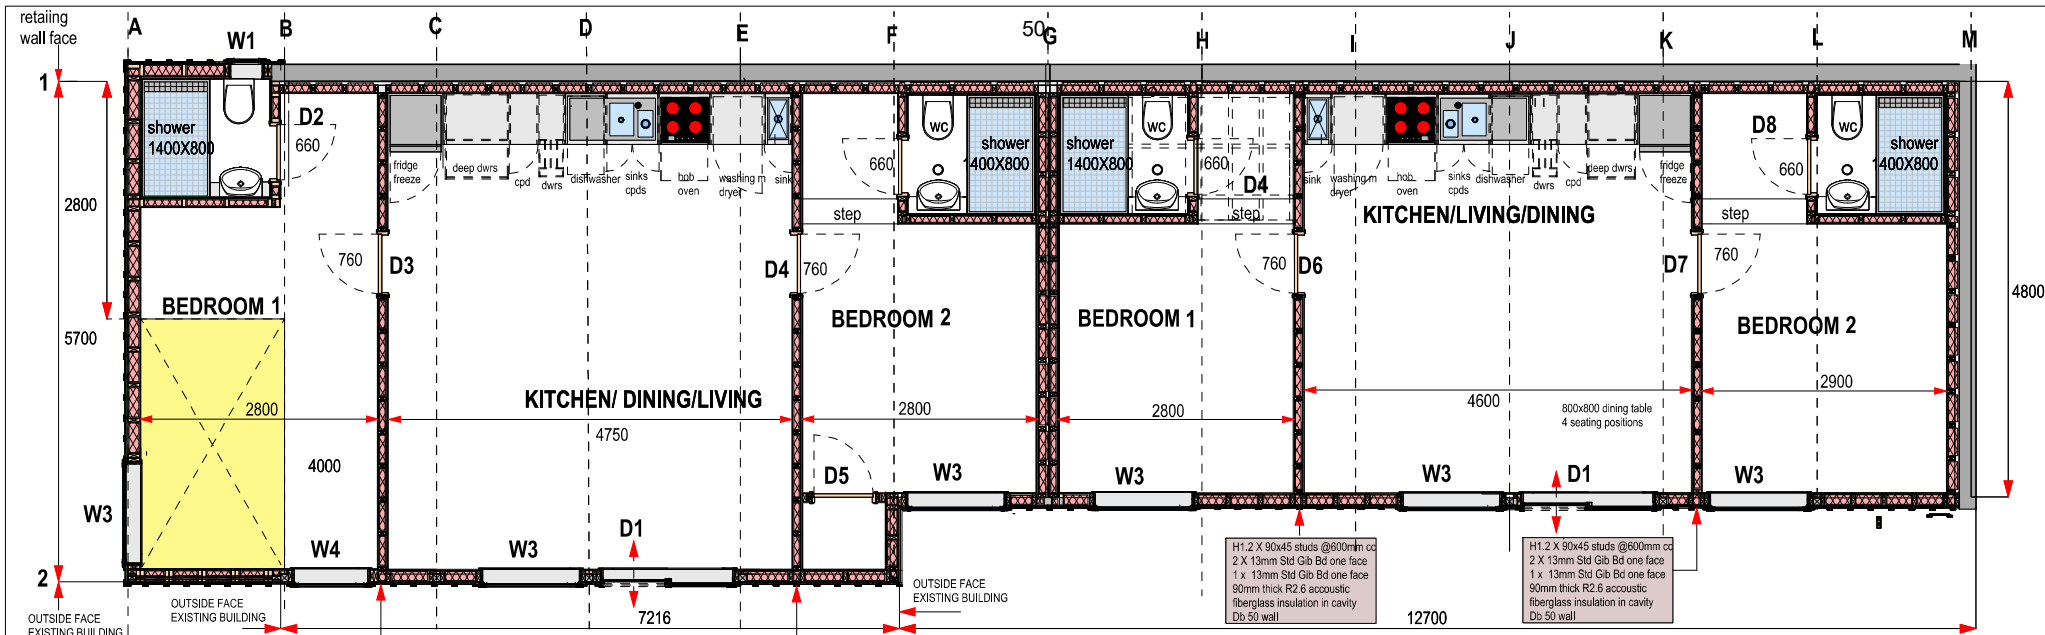 retaiing
wall face
A
B
C
D
E
F
50
G
H
I
J
K
L
M
W1
1
2
D2
660
shower
1400X800
fridge
freeze
deep dwrs
cpd
dwrs
dishwasher
sinks
cpds
hob
oven
washing m
dryer
sink
660
WC
shower
1400X800
step
shower
1400X800
WC
660
D4
step
sink
washing m
dryer
hob
oven
sinks
cpds
dishwasher
dwrs
cpd
deep dwrs
fridge
freeze
KITCHEN/LIVING/DINING
D8
660
WC
shower
1400X800
step
2800
5700
760
D3
D4
760
760
D6
D7
760
4800
BEDROOM 1
BEDROOM 2
BEDROOM 1
BEDROOM 2
2800
KITCHEN/ DINING/LIVING
4750
2800
2800
4600
2900
800x800 dining table
4 seating positions
4000
D5
W3
W3
W3
D1
W3
W3
W4
W3
D1
H1.2 X 90x45 studs @600mm cc
2 X 13mm Std Gib Bd one face
1 x 13mm Std Gib Bd one face
90mm thick R2.6 accoustic
fiberglass insulation in cavity
Db 50 wall
H1.2 X 90x45 studs @600mm cc
2 X 13mm Std Gib Bd one face
1 x 13mm Std Gib Bd one face
90mm thick R2.6 accoustic
fiberglass insulation in cavity
Db 50 wall
OUTSIDE FACE
EXISTING BUILDING
OUTSIDE FACE
EXISTING BUILDING
OUTSIDE FACE
EXISTING BUILDING
7216
12700